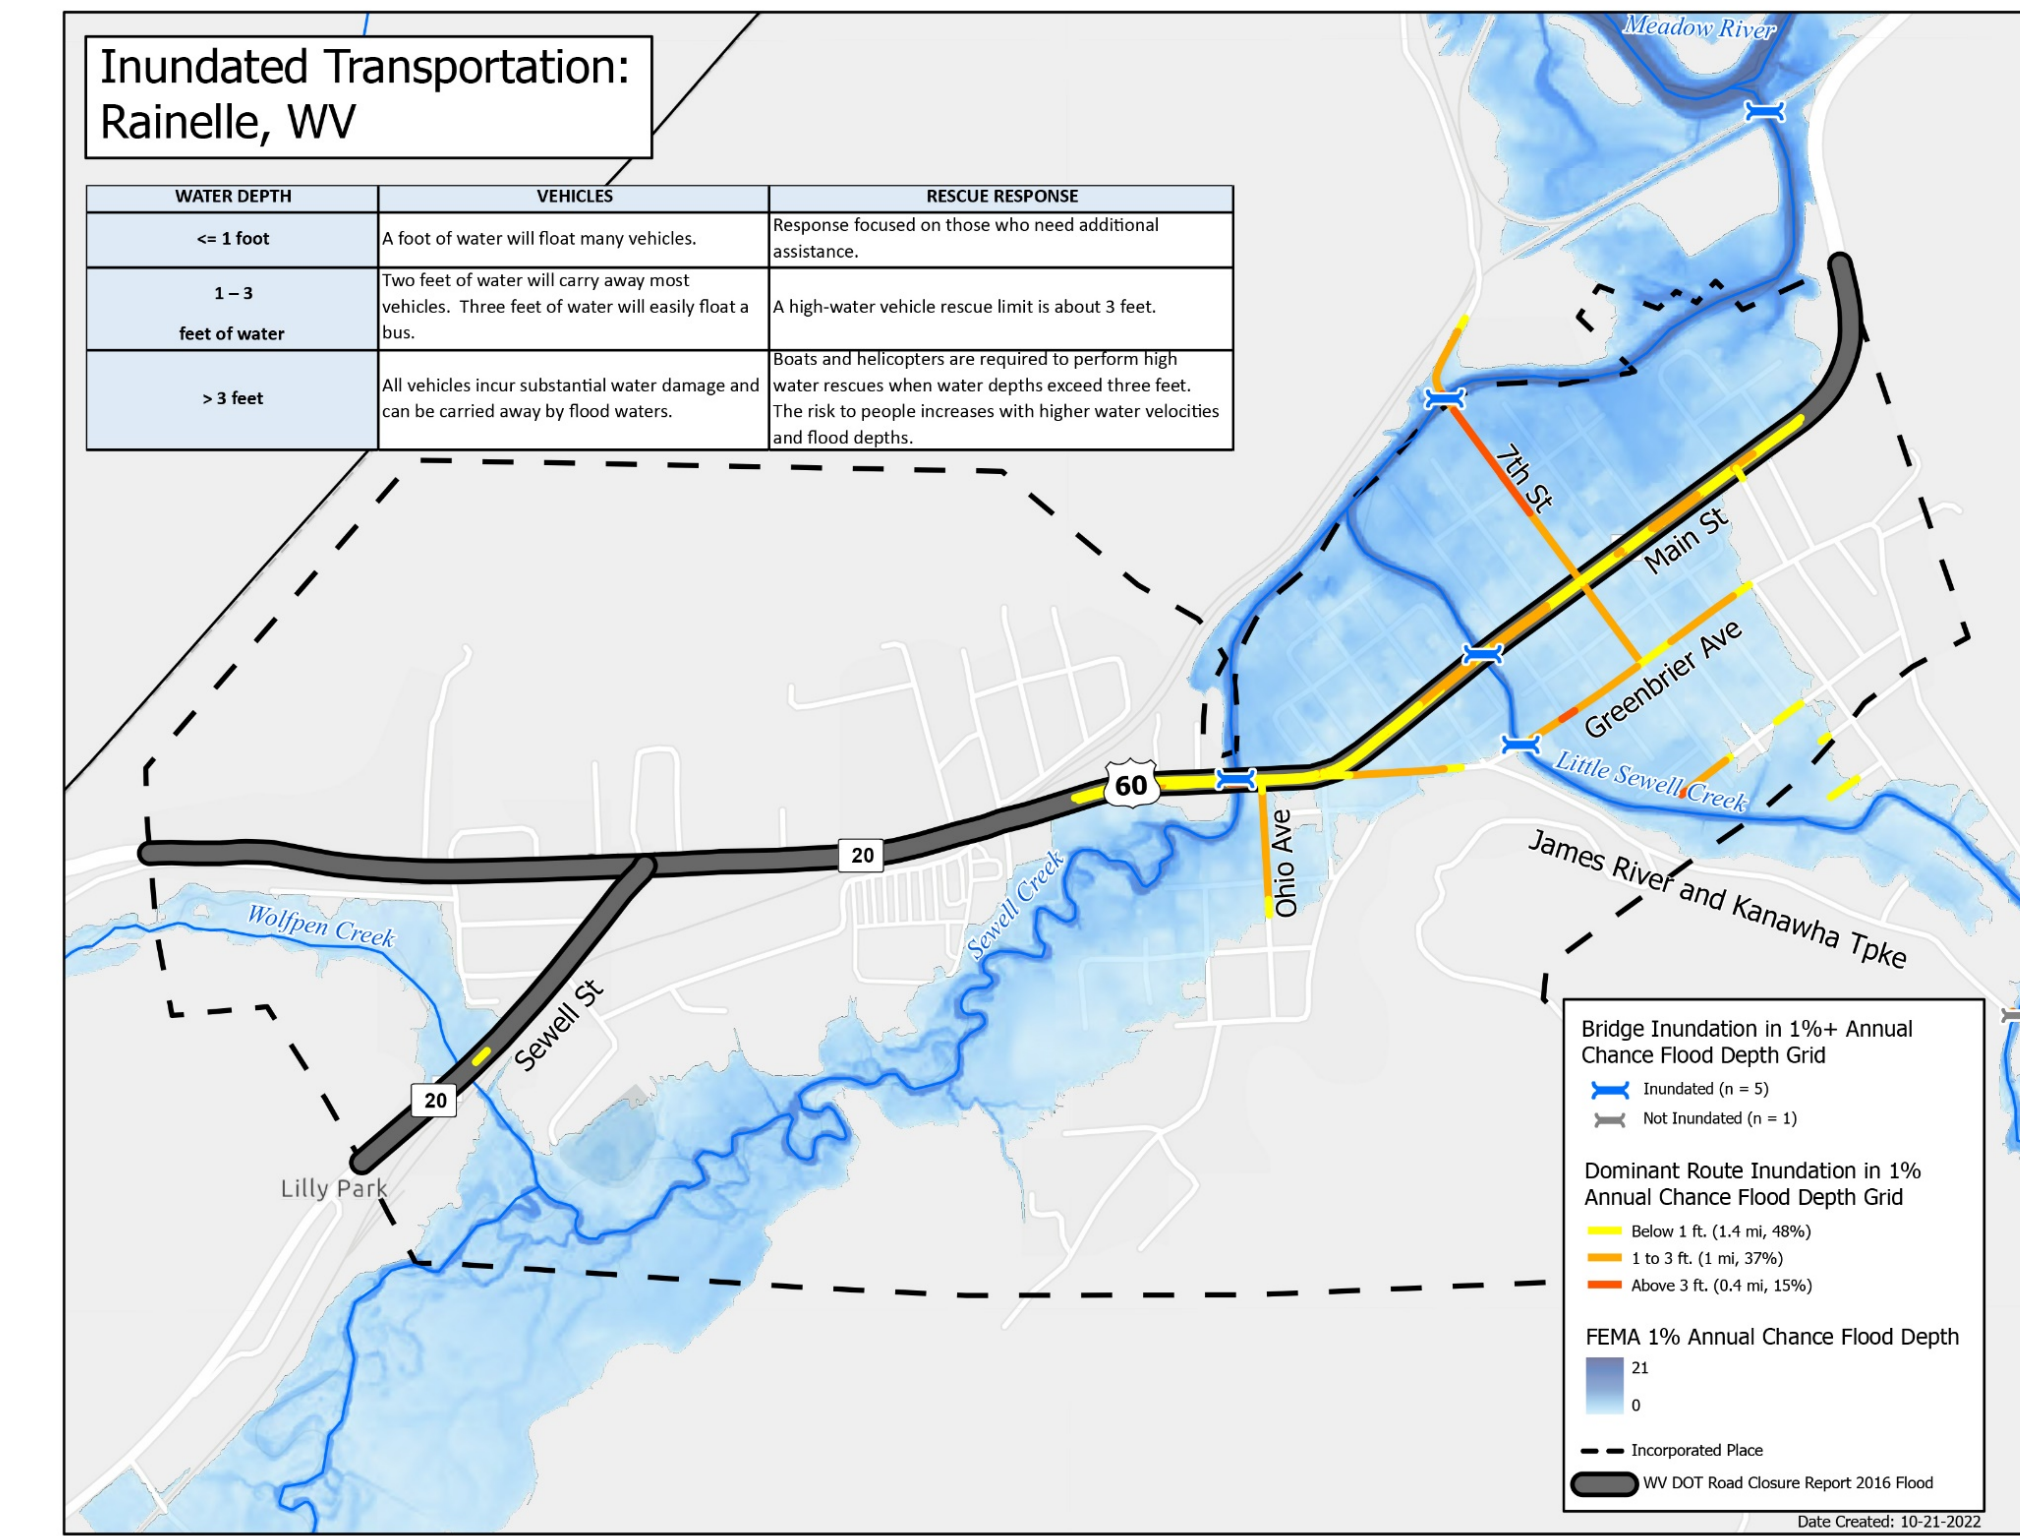 Inundated Transportation:
Rainelle, WV
WATER DEPTH
VEHICLES
RESCUE RESPONSE
<= 1 foot
A foot of water will float many vehicles.
Response focused on those who need additional
assistance.
1 – 3
feet of water
Two feet of water will carry away most
vehicles. Three feet of water will easily float a
bus.
A high-water vehicle rescue limit is about 3 feet.
> 3 feet
All vehicles incur substantial water damage and
can be carried away by flood waters.
Boats and helicopters are required to perform high
water rescues when water depths exceed three feet.
The risk to people increases with higher water velocities
and flood depths.
Meadow River
7th St
Main St
Greenbrier Ave
Little Sewell Creek
60
20
Ohio Ave
James River and Kanawha Tpke
Sewell Creek
Wolfpen Creek
Sewell St
20
Lilly Park
Bridge Inundation in 1%+ Annual
Chance Flood Depth Grid
Inundated (n = 5)
Not Inundated (n = 1)
Dominant Route Inundation in 1%
Annual Chance Flood Depth Grid
Below 1 ft. (1.4 mi, 48%)
1 to 3 ft. (1 mi, 37%)
Above 3 ft. (0.4 mi, 15%)
FEMA 1% Annual Chance Flood Depth
21
0
Incorporated Place
WV DOT Road Closure Report 2016 Flood
Date Created: 10-21-2022